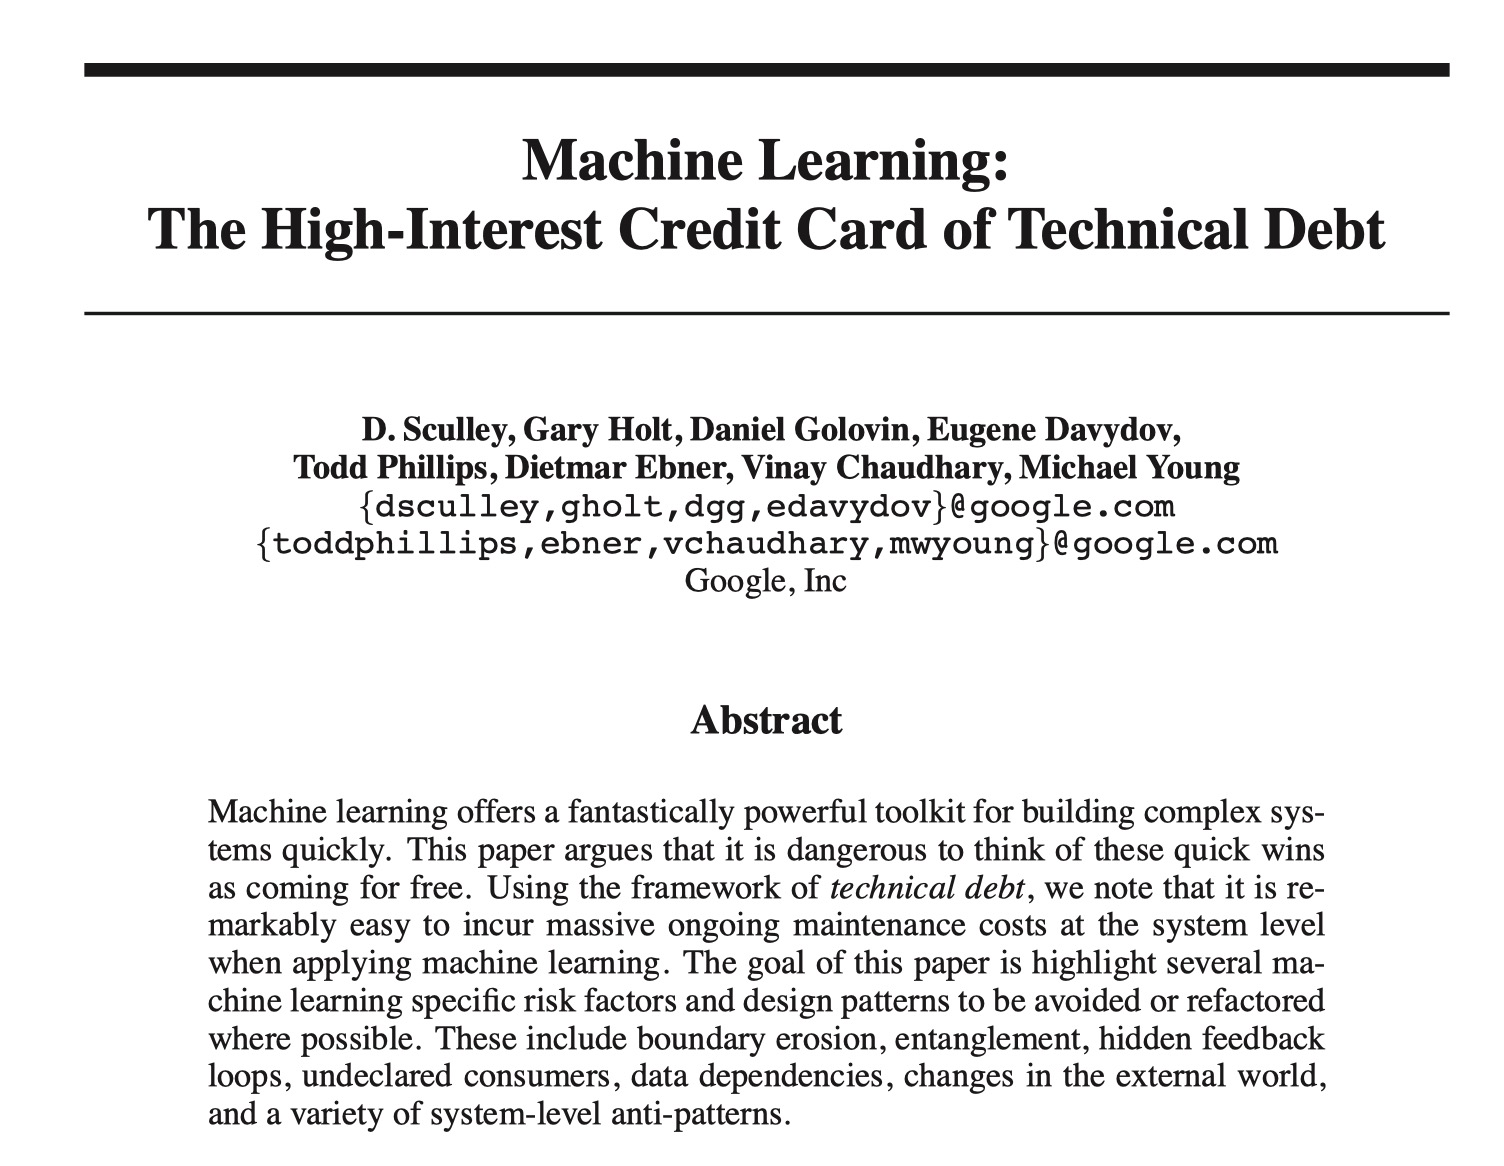 Machine Learning:
The High-Interest Credit Card of Technical Debt
D. Sculley, Gary Holt, Daniel Golovin, Eugene Davydov,
Todd Phillips, Dietmar Ebner, Vinay Chaudhary, Michael Young
{dsculley,gholt,dgg,edavydov}@google.com
{toddphillips,ebner,vchaudhary,mwyoung}@google.com
Google, Inc
Abstract
Machine learning offers a fantastically powerful toolkit for building complex sys-
tems quickly. This paper argues that it is dangerous to think of these quick wins
as coming for free. Using the framework of technical debt, we note that it is re-
markably easy to incur massive ongoing maintenance costs at the system level
when applying machine learning. The goal of this paper is highlight several ma-
chine learning specific risk factors and design patterns to be avoided or refactored
where possible. These include boundary erosion, entanglement, hidden feedback
loops, undeclared consumers, data dependencies, changes in the external world,
and a variety of system-level anti-patterns.